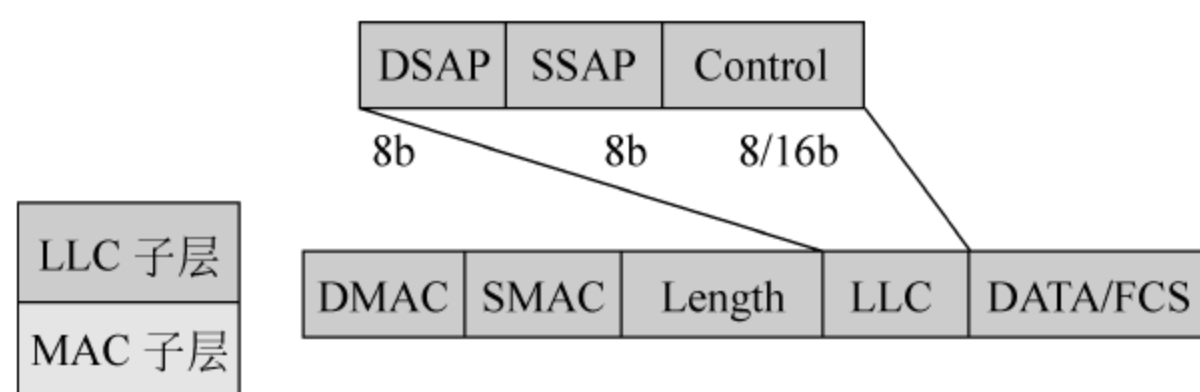 DSAP SSAP Control
8b 8b 8/16b
LLC 子层
MAC 子层
DMAC SMAC Length LLC DATA/FCS